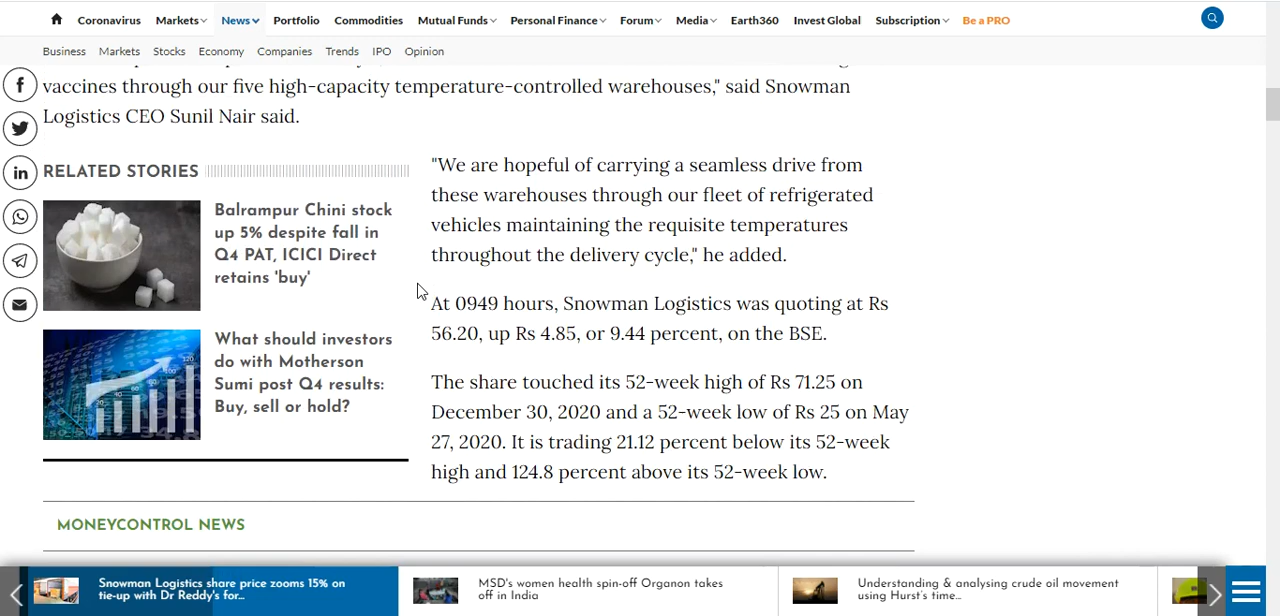 Coronavirus Markets News Portfolio Commodities Mutual Funds Personal Finance Forum Media Earth360 Invest Global Subscription Be a PRO
Business Markets Stocks Economy Companies Trends IPO Opinion
vaccines through our five high-capacity temperature-controlled warehouses," said Snowman
Logistics CEO Sunil Nair said.
RELATED STORIES
Balrampur Chini stock
up 5% despite fall in
Q4 PAT, ICICI Direct
retains 'buy'
What should investors
do with Motherson
Sumi post Q4 results:
Buy, sell or hold?
"We are hopeful of carrying a seamless drive from
these warehouses through our fleet of refrigerated
vehicles maintaining the requisite temperatures
throughout the delivery cycle," he added.
At 0949 hours, Snowman Logistics was quoting at Rs
56.20, up Rs 4.85, or 9.44 percent, on the BSE.
The share touched its 52-week high of Rs 71.25 on
December 30, 2020 and a 52-week low of Rs 25 on May
27, 2020. It is trading 21.12 percent below its 52-week
high and 124.8 percent above its 52-week low.
MONEYCONTROL NEWS
Snowman Logistics share price zooms 15% on
tie-up with Dr Reddy's for...
MSD's women health spin-off Organon takes
off in India
Understanding & analysing crude oil movement
using Hurst's time...